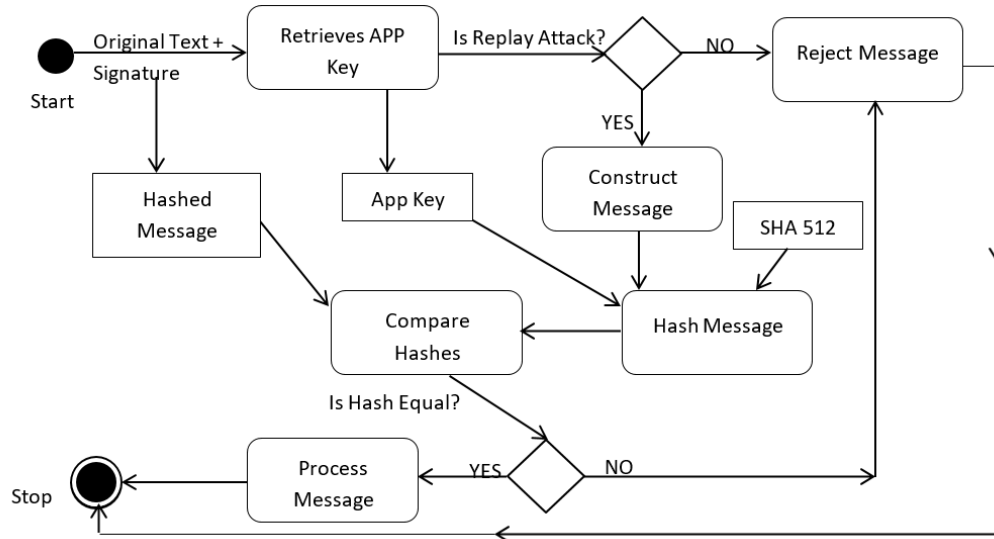 Original Text +
Signature
Start
Retrieves APP
Key
Is Replay Attack?
NO
Reject Message
YES
Hashed
Message
App Key
Construct
Message
SHA 512
Compare
Hashes
Hash Message
Is Hash Equal?
Process
Message
YES
NO
Stop